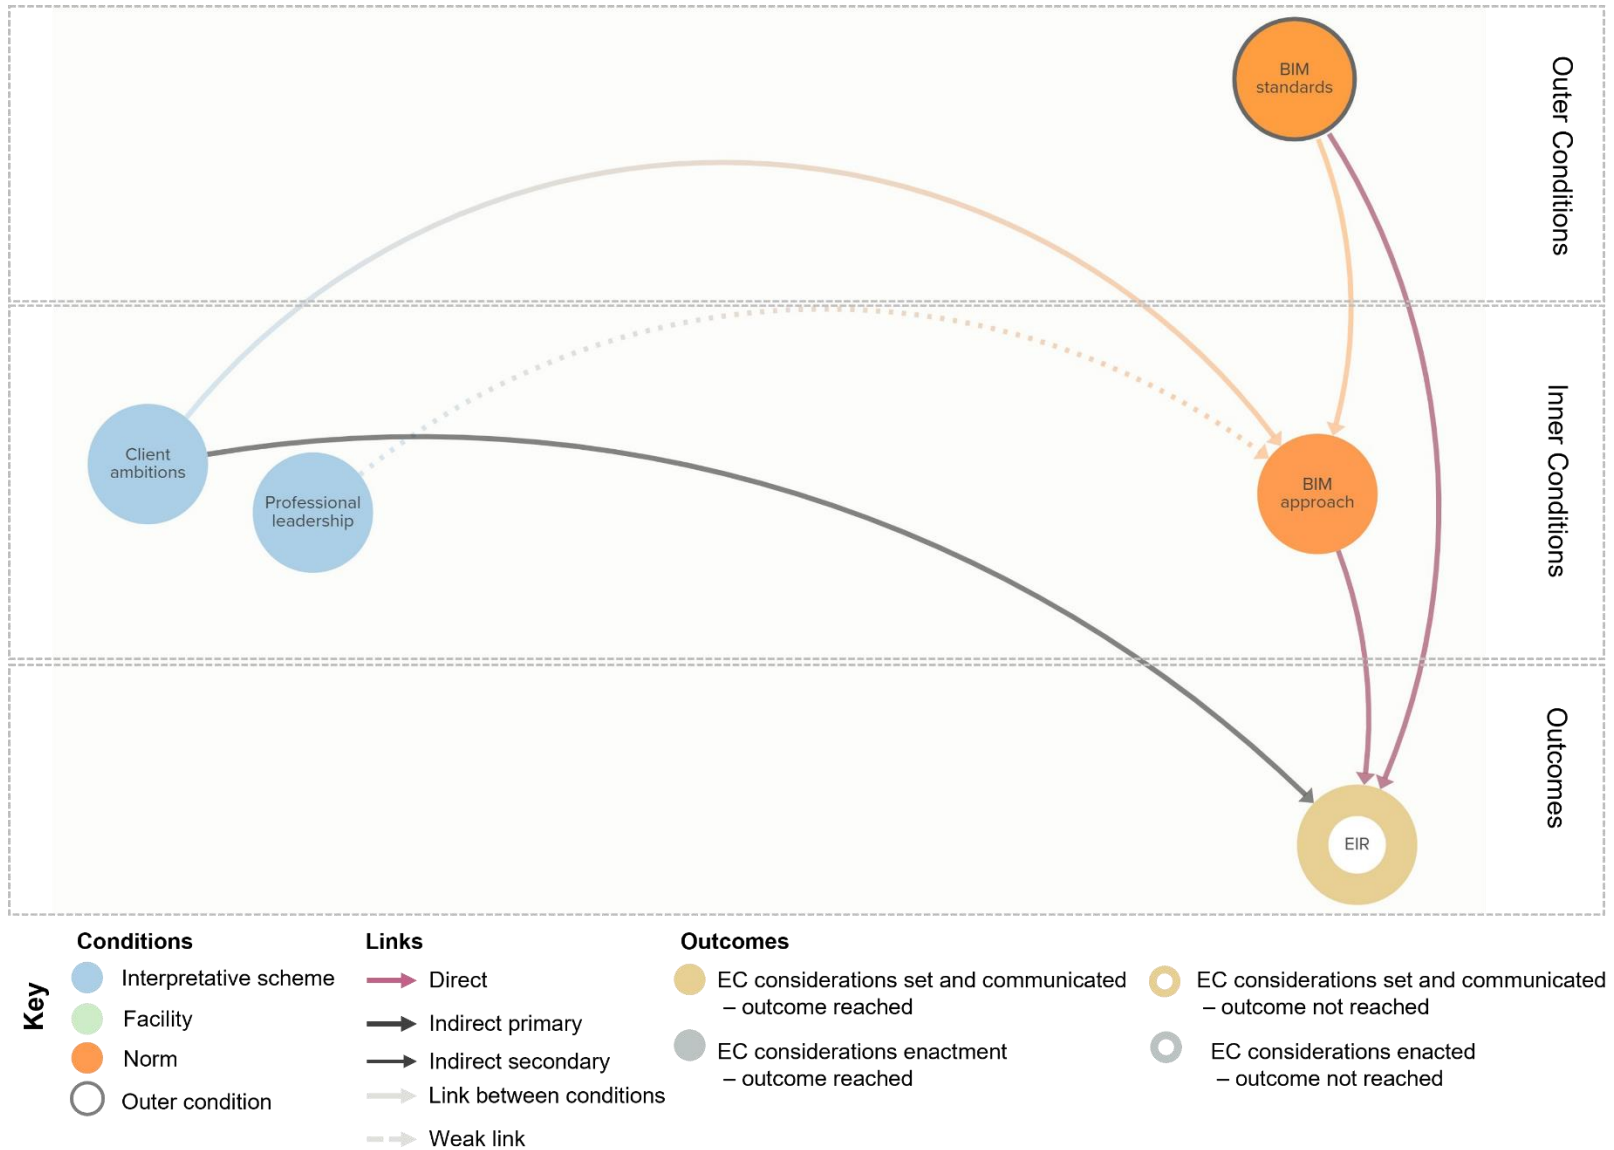 BIM
standards
Outer Conditions
Client
ambitions
Professional
leadership
BIM
approach
Inner Conditions
EIR
Outcomes
Key
Conditions
Interpretative scheme
Facility
Norm
Outer condition
Links
Direct
Indirect primary
Indirect secondary
Link between conditions
Weak link
Outcomes
EC considerations set and communicated
– outcome reached
EC considerations enactment
– outcome reached
EC considerations set and communicated
– outcome not reached
EC considerations enacted
– outcome not reached